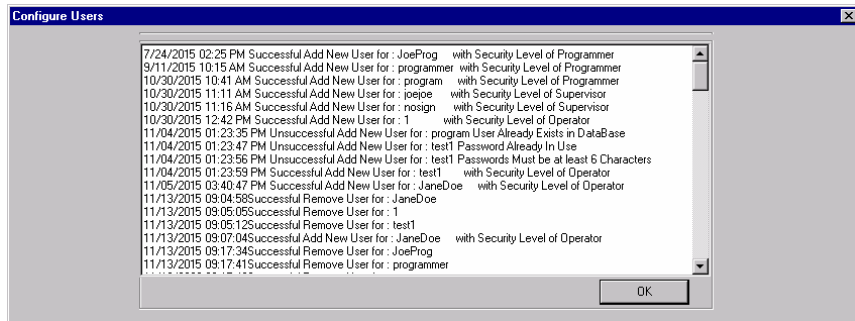 Configure Users
7/24/2015 02:25 PM Successful Add New User for : JoeProg with Security Level of Programmer
9/11/2015 10:15 AM Successful Add New User for : programmer with Security Level of Programmer
10/30/2015 10:41 AM Successful Add New User for : program with Security Level of Programmer
10/30/2015 11:11 AM Successful Add New User for : joejoe with Security Level of Supervisor
10/30/2015 11:16 AM Successful Add New User for : nosign with Security Level of Supervisor
10/30/2015 12:42 PM Successful Add New User for : 1 with Security Level of Operator
11/04/2015 01:23:35 PM Unsuccessful Add New User for : program User Already Exists in DataBase
11/04/2015 01:23:47 PM Unsuccessful Add New User for : test1 Password Already In Use
11/04/2015 01:23:56 PM Unsuccessful Add New User for : test1 Passwords Must be at least 6 Characters
11/04/2015 01:23:59 PM Successful Add New User for : test1 with Security Level of Operator
11/05/2015 03:40:47 PM Successful Add New User for : JaneDoe with Security Level of Operator
11/13/2015 09:04:58Successful Remove User for : JaneDoe
11/13/2015 09:05:05Successful Remove User for : 1
11/13/2015 09:05:12Successful Remove User for : test1
11/13/2015 09:07:04Successful Add New User for : JaneDoe with Security Level of Operator
11/13/2015 09:17:34Successful Remove User for : JoeProg
11/13/2015 09:17:41Successful Remove User for : programmer
OK